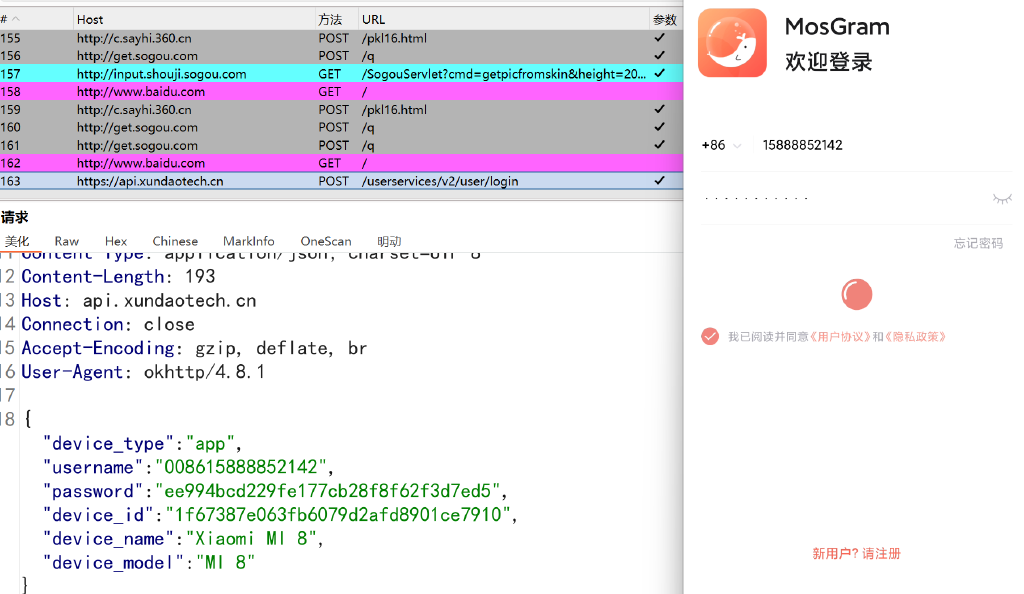 # Host 方法 URL 参数
155 http://c.sayhi.360.cn POST /pkl16.html ✓
156 http://get.sogou.com POST /q ✓
157 http://input.shouji.sogou.com GET /SogouServlet?cmd=getpicfromskin&height=20... ✓
158 http://www.baidu.com GET /
159 http://c.sayhi.360.cn POST /pkl16.html ✓
160 http://get.sogou.com POST /q ✓
161 http://get.sogou.com POST /q ✓
162 http://www.baidu.com GET /
163 https://api.xundaotech.cn POST /userservices/v2/user/login ✓
请求
美化 Raw Hex Chinese MarkInfo OneScan 明动
11 Content-Type: application/json; charset=UTF-8
12 Content-Length: 193
13 Host: api.xundaotech.cn
14 Connection: close
15 Accept-Encoding: gzip, deflate, br
16 User-Agent: okhttp/4.8.1
17
18 {
"device_type":"app",
"username":"008615888852142",
"password":"ee994bcd229fe177cb28f8f62f3d7ed5",
"device_id":"1f67387e063fb6079d2afd8901ce7910",
"device_name":"Xiaomi MI 8",
"device_model":"MI 8"
}
MosGram
欢迎登录
+86 15888852142
···········
忘记密码
我已阅读并同意《用户协议》和《隐私政策》
新用户? 请注册